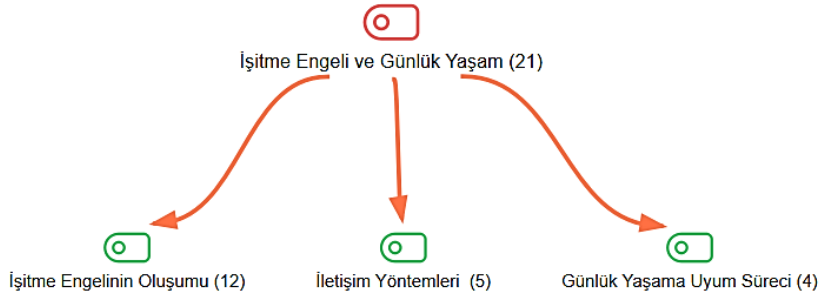 İşitme Engeli ve Günlük Yaşam (21)
İşitme Engelinin Oluşumu (12)
İletişim Yöntemleri (5)
Günlük Yaşama Uyum Süreci (4)